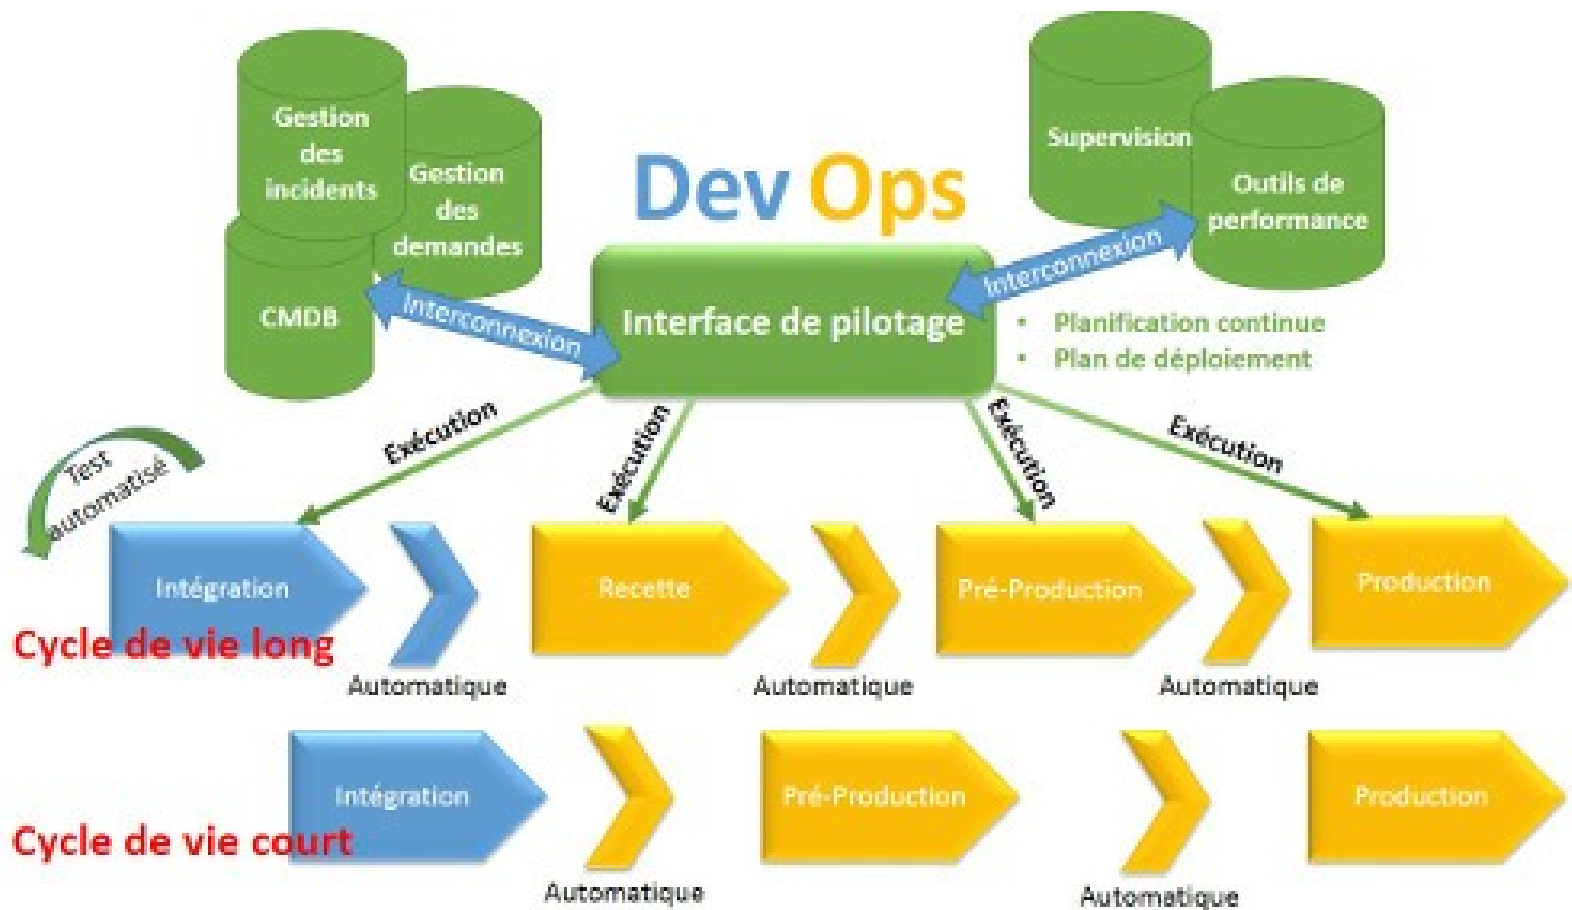 Gestion
des
incidents
Gestion
des
demandes
CMDB
Dev Ops
Supervision
Outils de
performance
Interconnexion
Interconnexion
Interface de pilotage
• Planification continue
• Plan de déploiement
Exécution
Exécution
Exécution
Exécution
Test
automatisé
Intégration
Recette
Pré-Production
Production
Cycle de vie long
Automatique
Automatique
Automatique
Intégration
Pré-Production
Production
Cycle de vie court
Automatique
Automatique